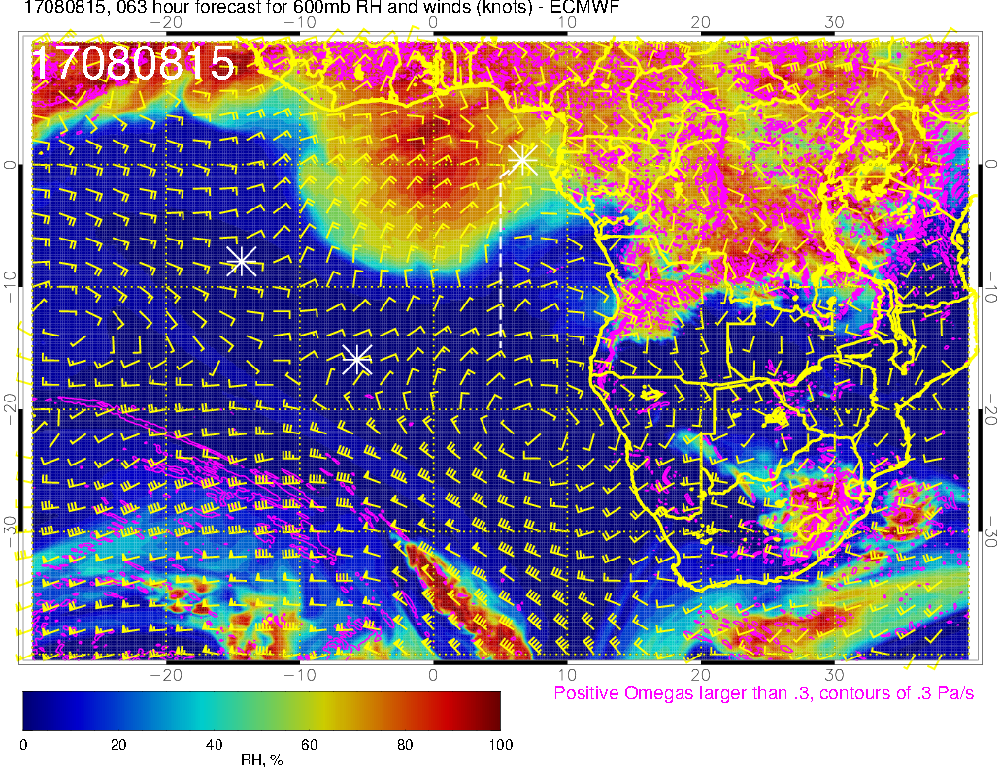 17080815, 063 hour forecast for 600mb RH and winds (knots) - ECMWF
−20 −10 0 10 20 30
17080815
0 0
−10 −10
−20 −20
−30 −30
−20 −10 0 10 20 30
Positive Omegas larger than .3, contours of .3 Pa/s
0 20 40 60 80 100
RH, %